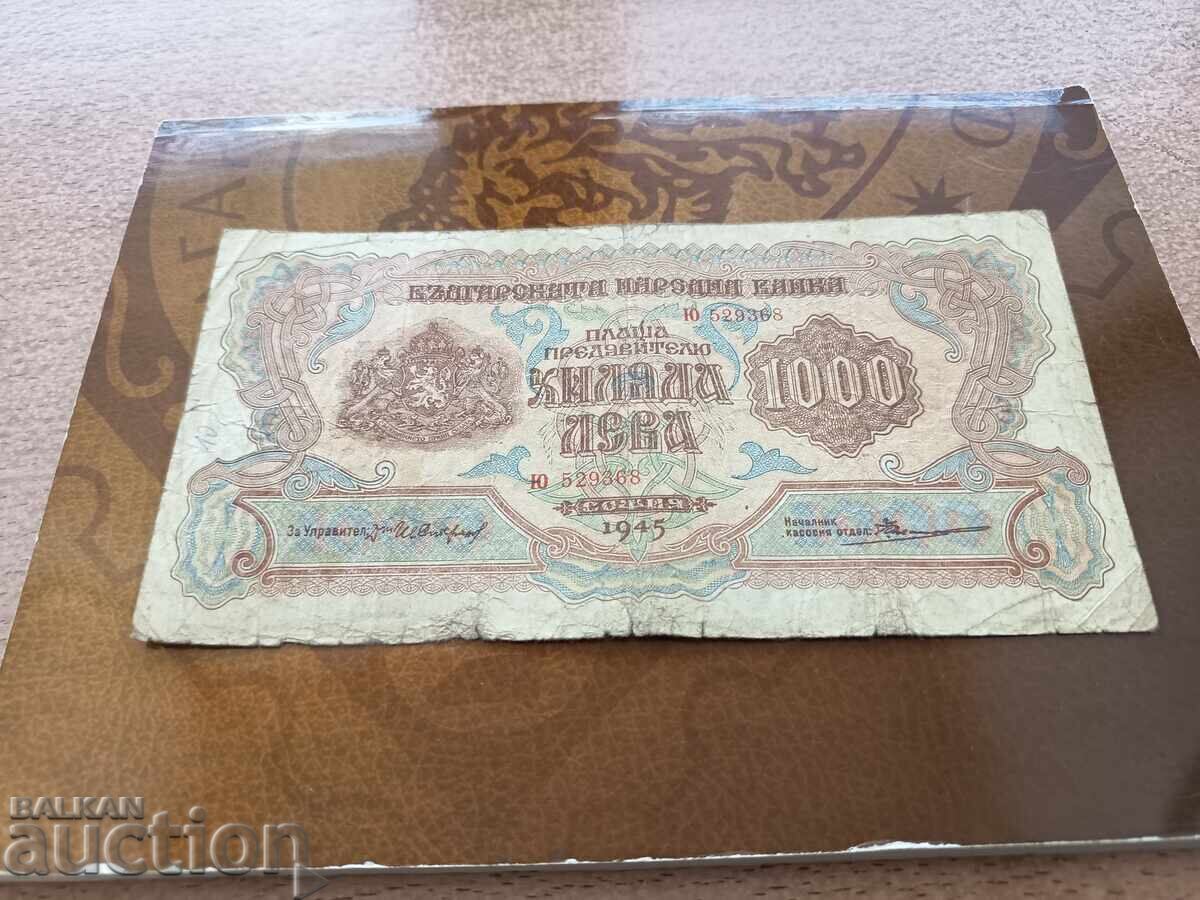 БЪЛГАРСКАТА НАРОДНА БАНКА
Ю 529368
ПЛАЩА
ПРЕДЯВИТЕЛЮ
ХИЛЯДА
ЛЕВА
1000
Ю 529368
СОФИЯ
1945
За Управител:
Началник
касовия отдел:
BALKAN
auction